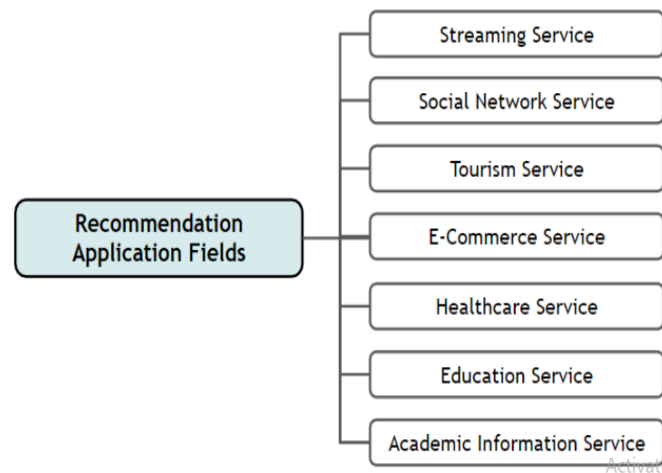 Streaming Service
Social Network Service
Tourism Service
Recommendation
Application Fields
E-Commerce Service
Healthcare Service
Education Service
Academic Information Service
Activat